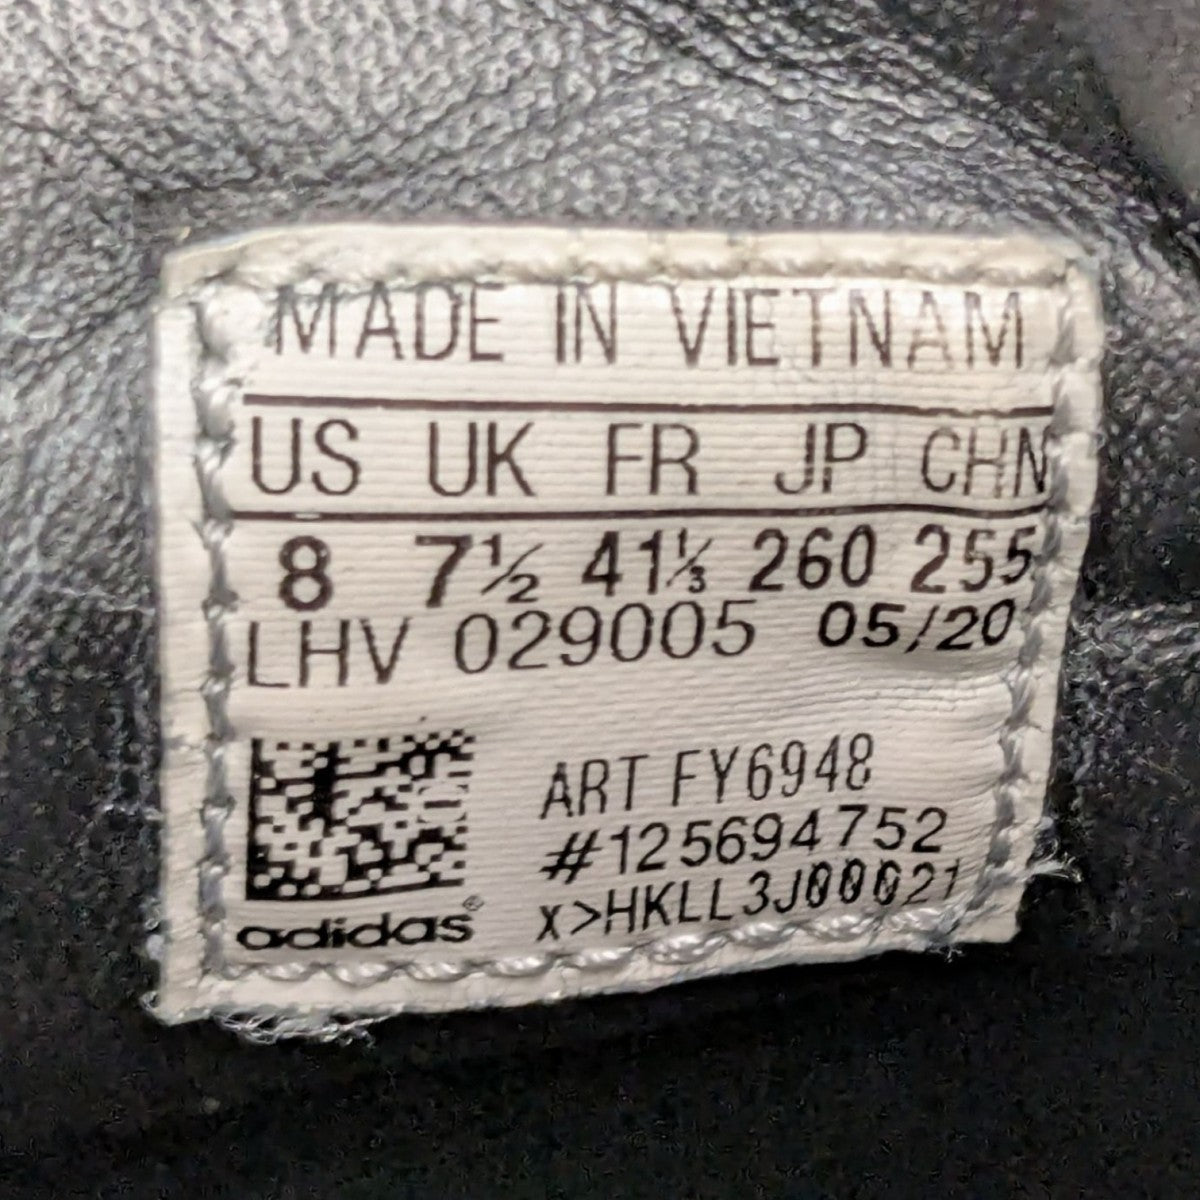 MADE IN VIETNAM
US UK FR JP CHN
8 7½ 41⅓ 260 255
LHV 029005 05/20
ART FY6948
#125694752
X>HKLL3J00021
adidas®